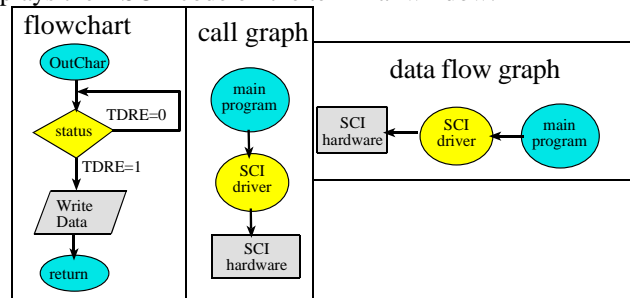 flowchart
OutChar
TDRE=0
status
TDRE=1
Write
Data
return
call graph
main
program
SCI
driver
SCI
hardware
data flow graph
SCI
hardware
SCI
driver
main
program